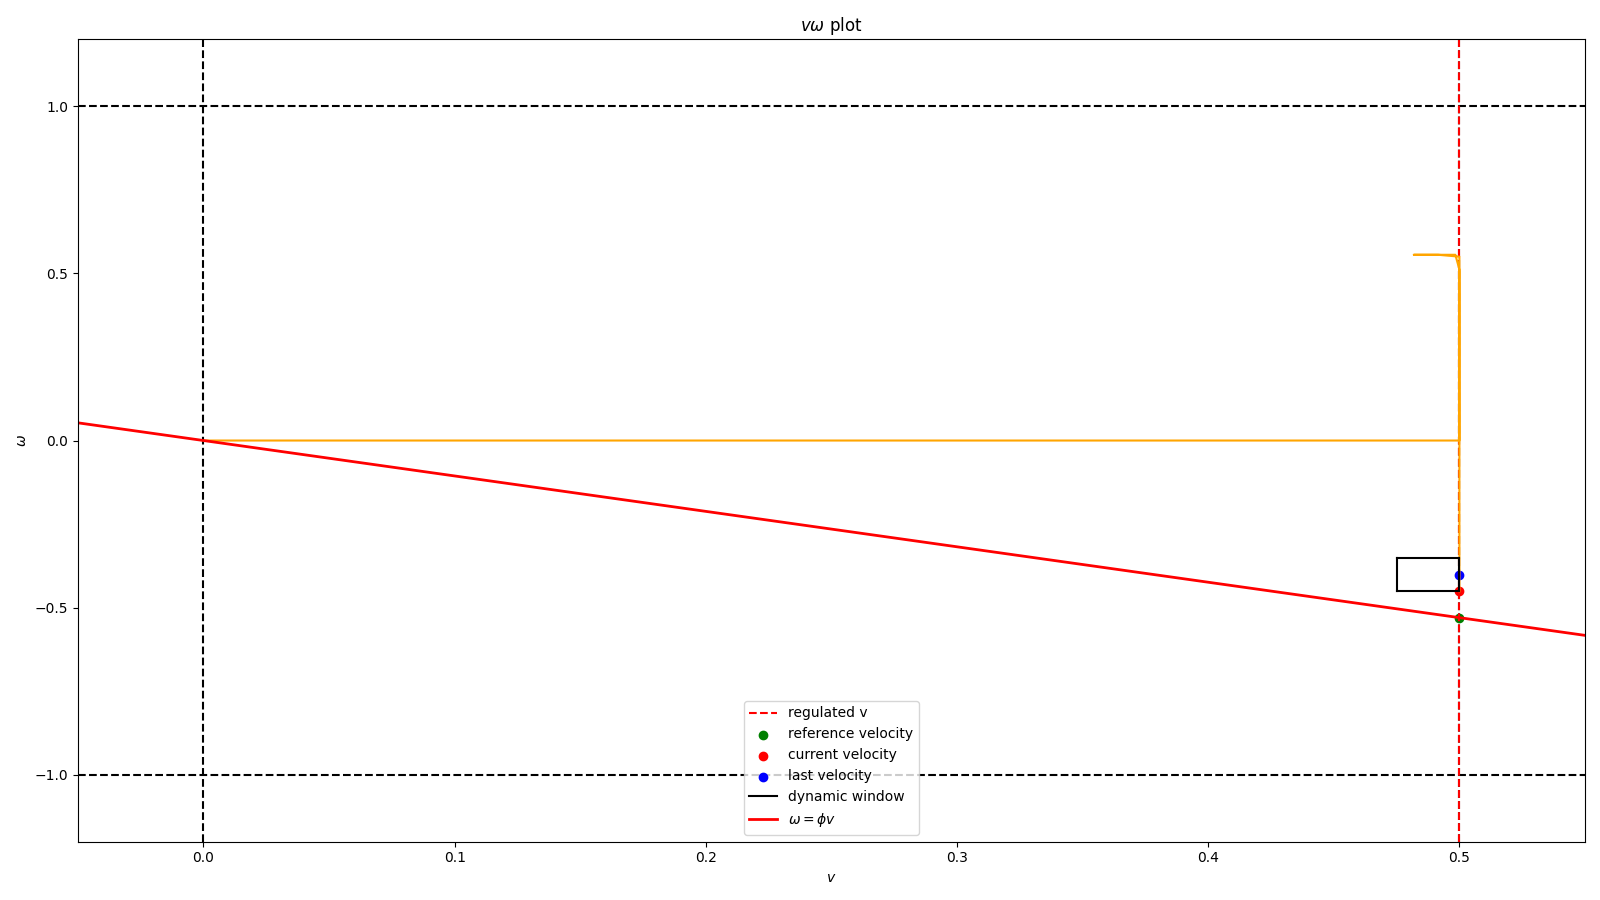 vω plot
1.0
0.5
0.0
−0.5
−1.0
ω
regulated v
reference velocity
current velocity
last velocity
dynamic window
ω = ϕv
0.0 0.1 0.2 0.3 0.4 0.5
v